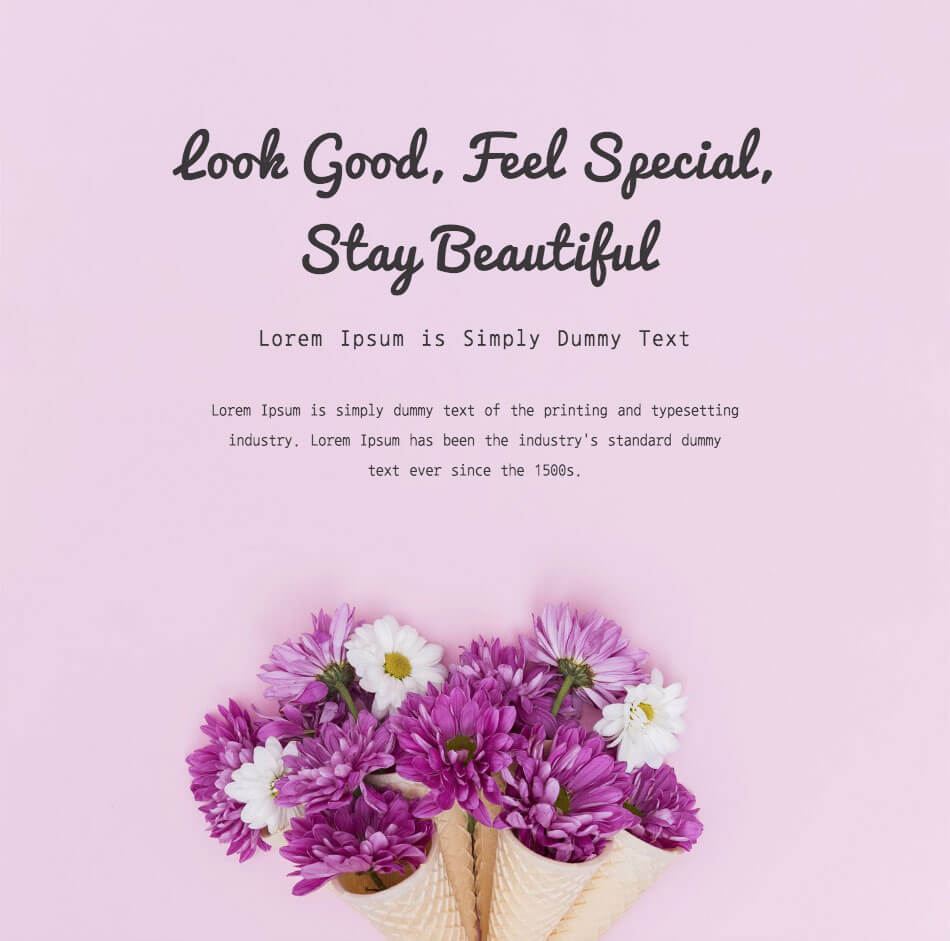 Look Good, Feel Special,
Stay Beautiful
Lorem Ipsum is Simply Dummy Text
Lorem Ipsum is simply dummy text of the printing and typesetting
industry. Lorem Ipsum has been the industry's standard dummy
text ever since the 1500s.